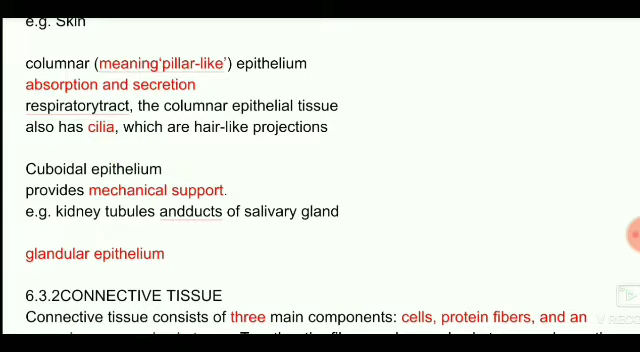 e.g. Skin
columnar (meaning‘pillar-like’) epithelium
absorption and secretion
respiratorytract, the columnar epithelial tissue
also has cilia, which are hair-like projections
Cuboidal epithelium
provides mechanical support.
e.g. kidney tubules andducts of salivary gland
glandular epithelium
6.3.2CONNECTIVE TISSUE
Connective tissue consists of three main components: cells, protein fibers, and an